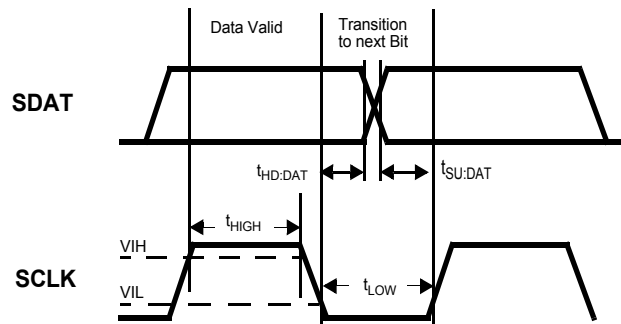 Data Valid
Transition
to next Bit
SDAT
tHD:DAT
tSU:DAT
tHIGH
VIH
SCLK
VIL
tLOW